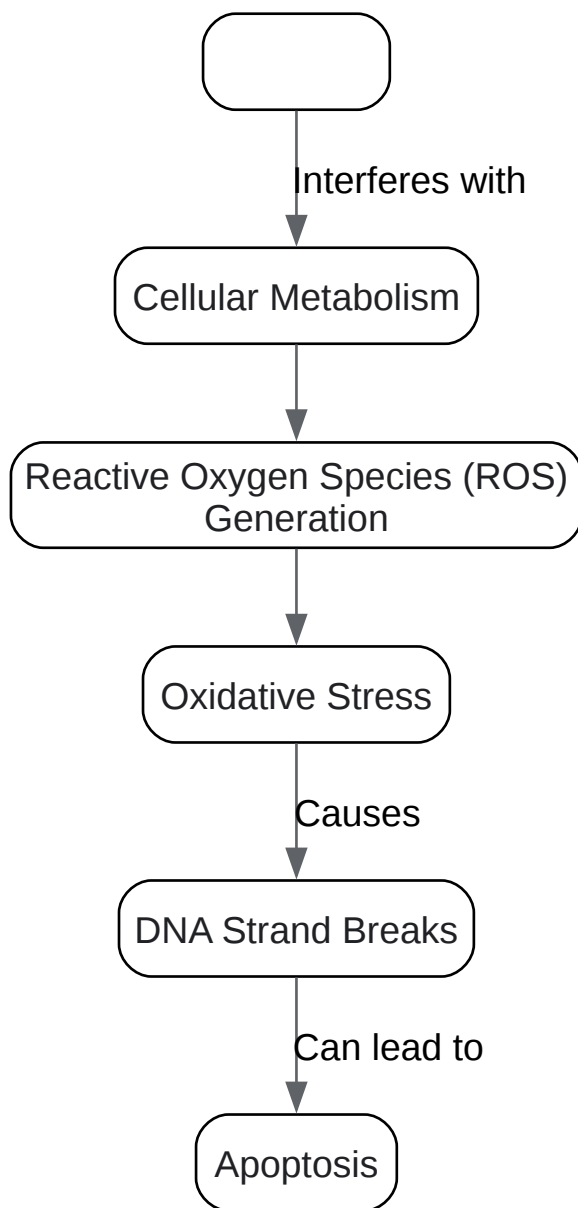 Interferes with
Cellular Metabolism
Reactive Oxygen Species (ROS)
Generation
Oxidative Stress
Causes
DNA Strand Breaks
Can lead to
Apoptosis